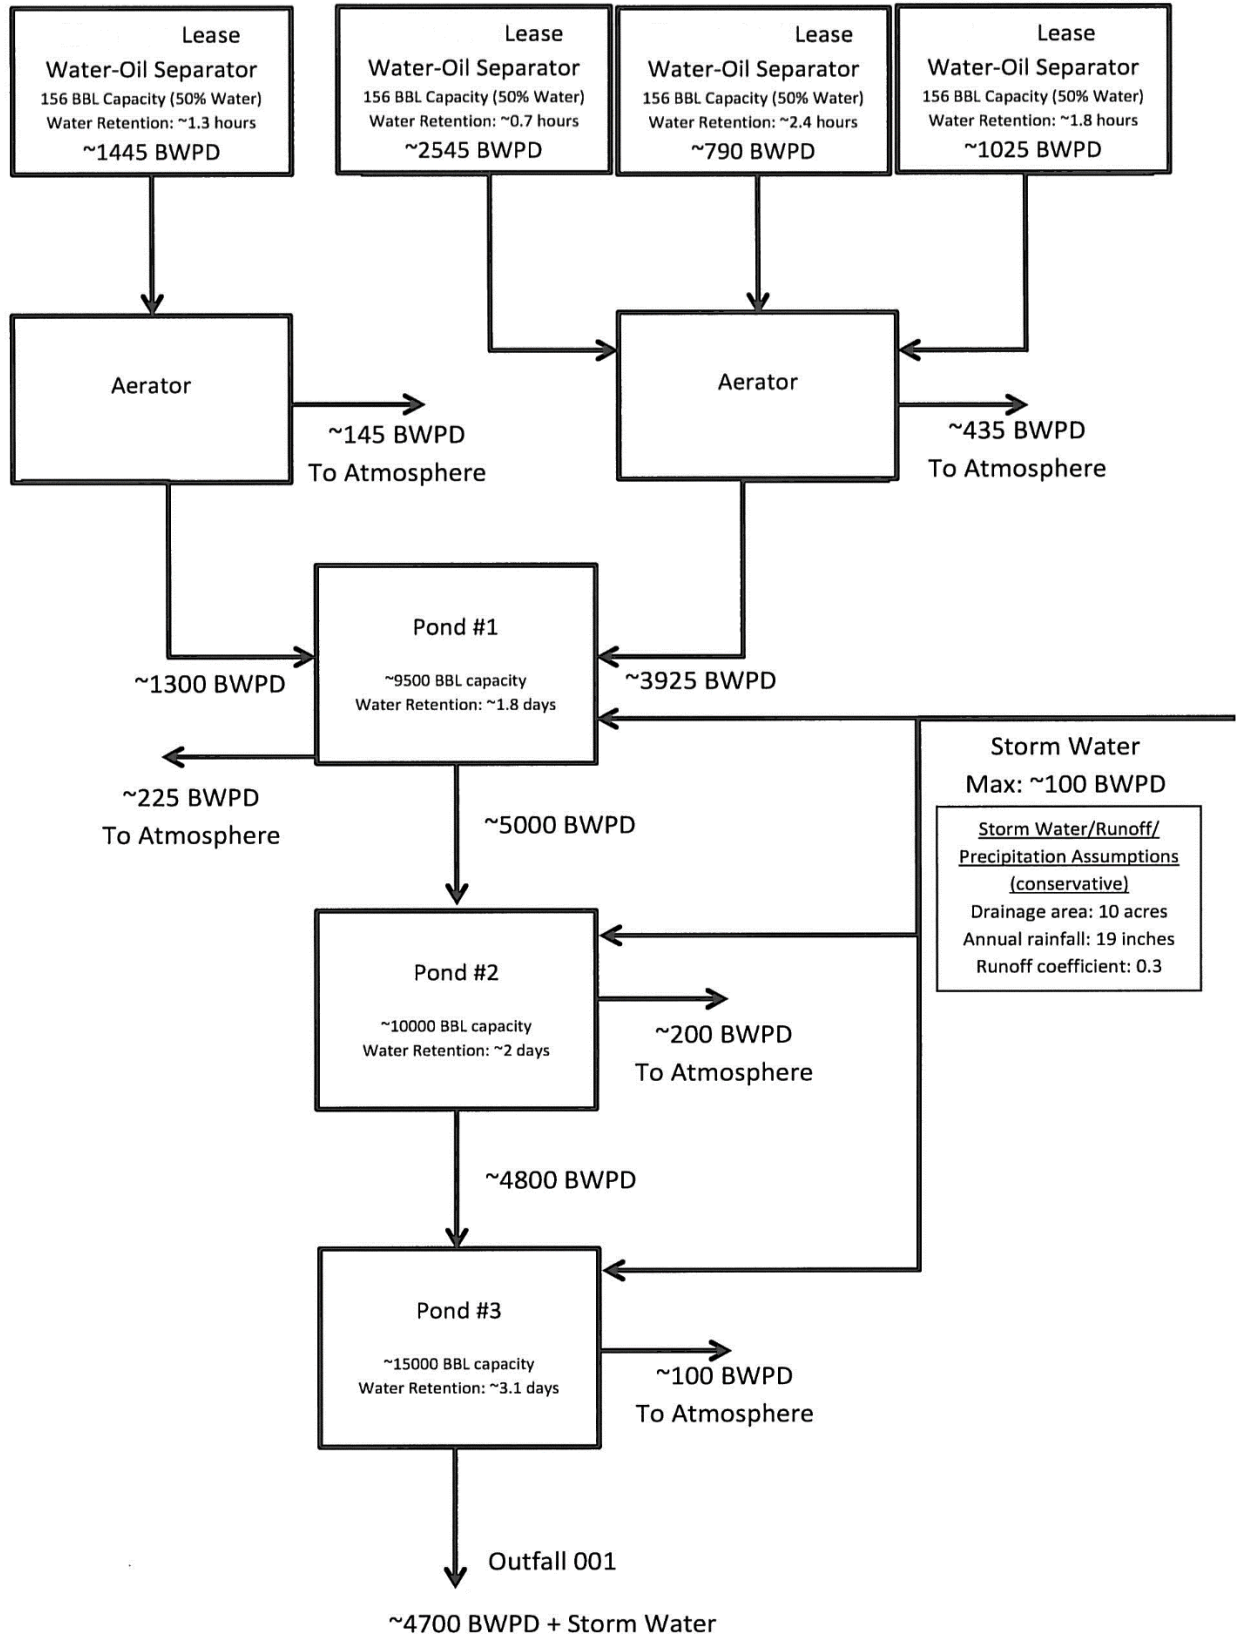 Lease
Water-Oil Separator
156 BBL Capacity (50% Water)
Water Retention: ~1.3 hours
~1445 BWPD
Lease
Water-Oil Separator
156 BBL Capacity (50% Water)
Water Retention: ~0.7 hours
~2545 BWPD
Lease
Water-Oil Separator
156 BBL Capacity (50% Water)
Water Retention: ~2.4 hours
~790 BWPD
Lease
Water-Oil Separator
156 BBL Capacity (50% Water)
Water Retention: ~1.8 hours
~1025 BWPD
Aerator
~145 BWPD
To Atmosphere
Aerator
~435 BWPD
To Atmosphere
Pond #1
~9500 BBL capacity
Water Retention: ~1.8 days
~1300 BWPD
~3925 BWPD
~225 BWPD
To Atmosphere
~5000 BWPD
Storm Water
Max: ~100 BWPD
Storm Water/Runoff/
Precipitation Assumptions
(conservative)
Drainage area: 10 acres
Annual rainfall: 19 inches
Runoff coefficient: 0.3
Pond #2
~10000 BBL capacity
Water Retention: ~2 days
~200 BWPD
To Atmosphere
~4800 BWPD
Pond #3
~15000 BBL capacity
Water Retention: ~3.1 days
~100 BWPD
To Atmosphere
Outfall 001
~4700 BWPD + Storm Water